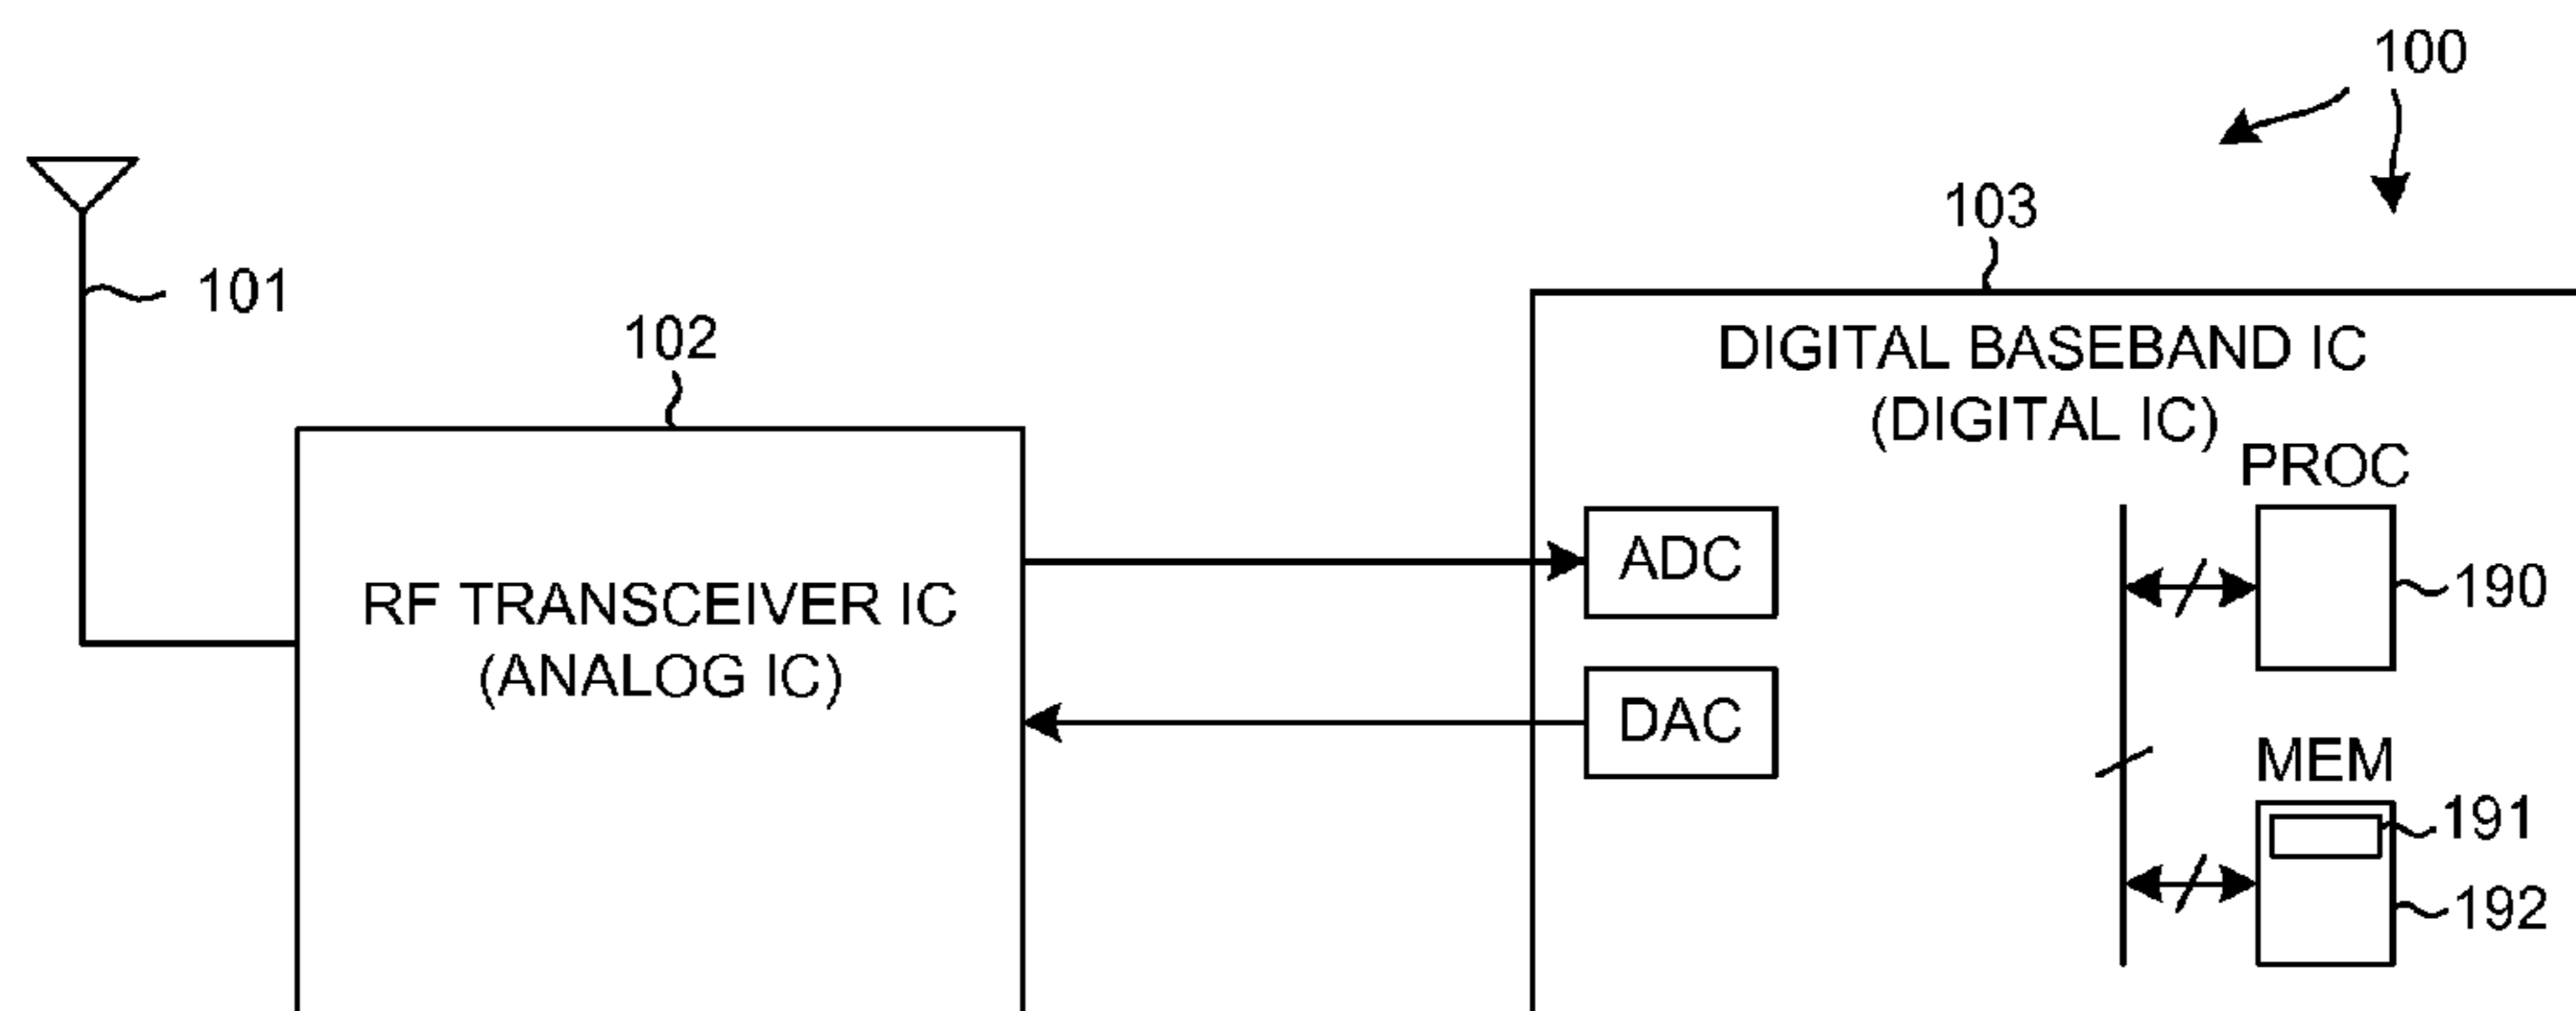 100
103
101
102
DIGITAL BASEBAND IC
(DIGITAL IC)
PROC
ADC
190
RF TRANSCEIVER IC
(ANALOG IC)
DAC
MEM
191
192